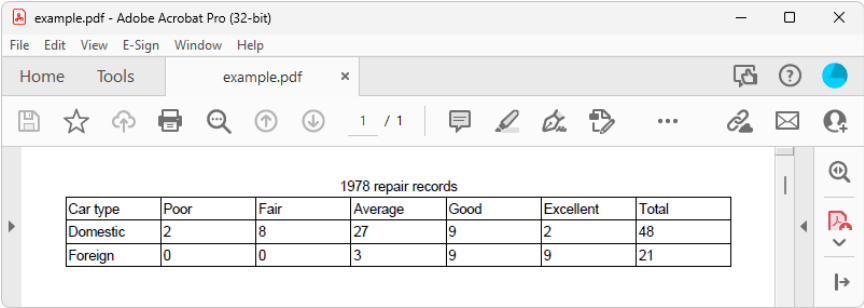 example.pdf - Adobe Acrobat Pro (32-bit)
File Edit View E-Sign Window Help
Home Tools example.pdf ×
1 / 1
1978 repair records
Car type Poor Fair Average Good Excellent Total
Domestic 2 8 27 9 2 48
Foreign 0 0 3 9 9 21